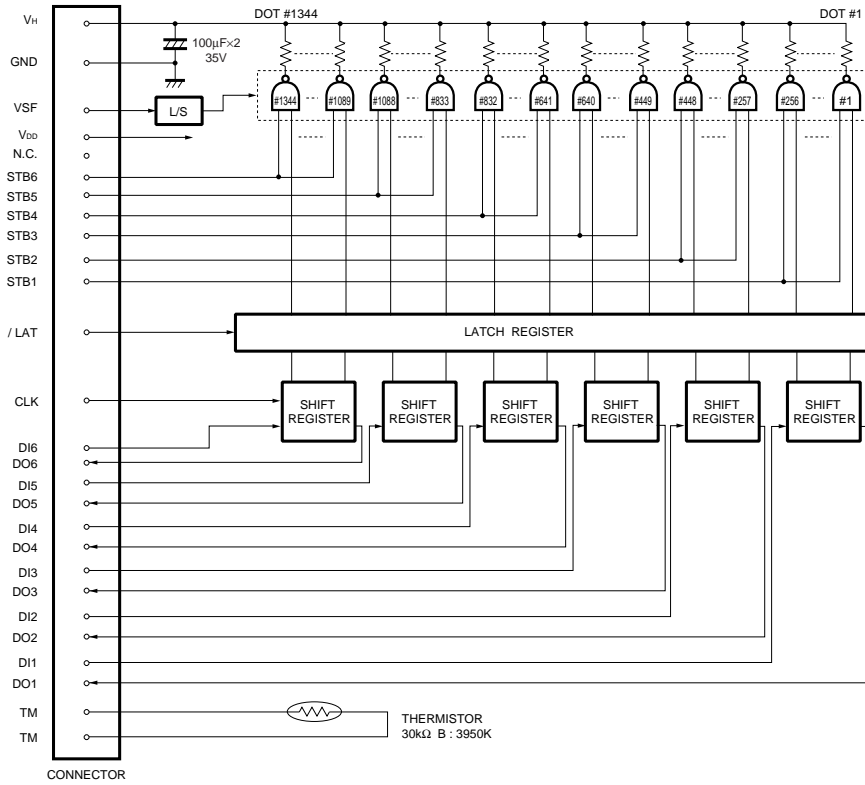 DOT #1344 DOT #1
VH
100μF×2
35V
GND
#1344 #1089 #1088 #833 #832 #641 #640 #449 #448 #257 #256 #1
VSF
L/S
VDD
N.C.
STB6
STB5
STB4
STB3
STB2
STB1
/ LAT
LATCH REGISTER
CLK
SHIFT REGISTER
SHIFT REGISTER
SHIFT REGISTER
SHIFT REGISTER
SHIFT REGISTER
SHIFT REGISTER
DI6
DO6
DI5
DO5
DI4
DO4
DI3
DO3
DI2
DO2
DI1
DO1
TM
THERMISTOR
30kΩ B : 3950K
TM
CONNECTOR